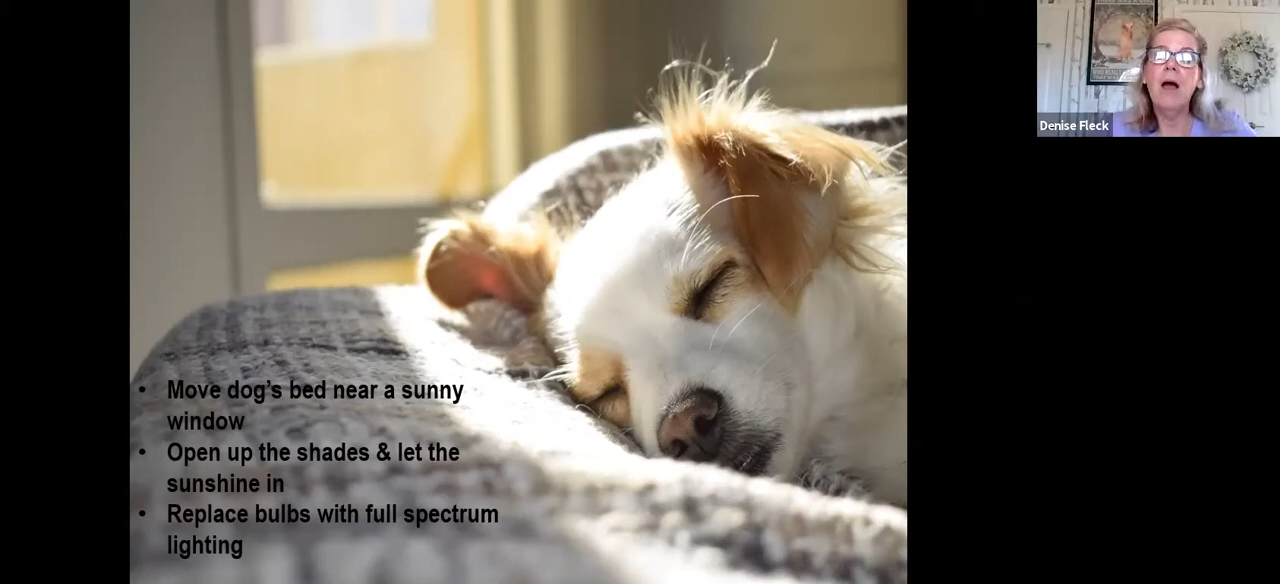 Denise Fleck
• Move dog's bed near a sunny
window
• Open up the shades & let the
sunshine in
• Replace bulbs with full spectrum
lighting